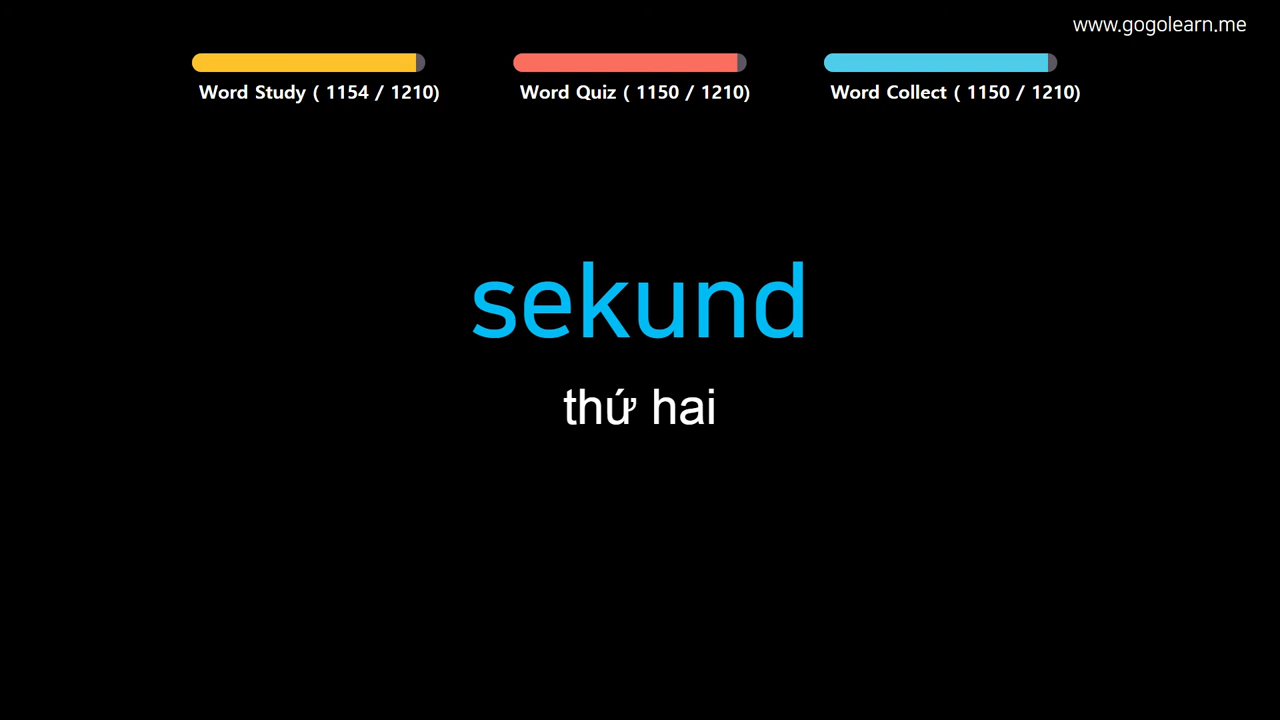 www.gogolearn.me
Word Study ( 1154 / 1210)
Word Quiz ( 1150 / 1210)
Word Collect ( 1150 / 1210)
sekund
thứ hai